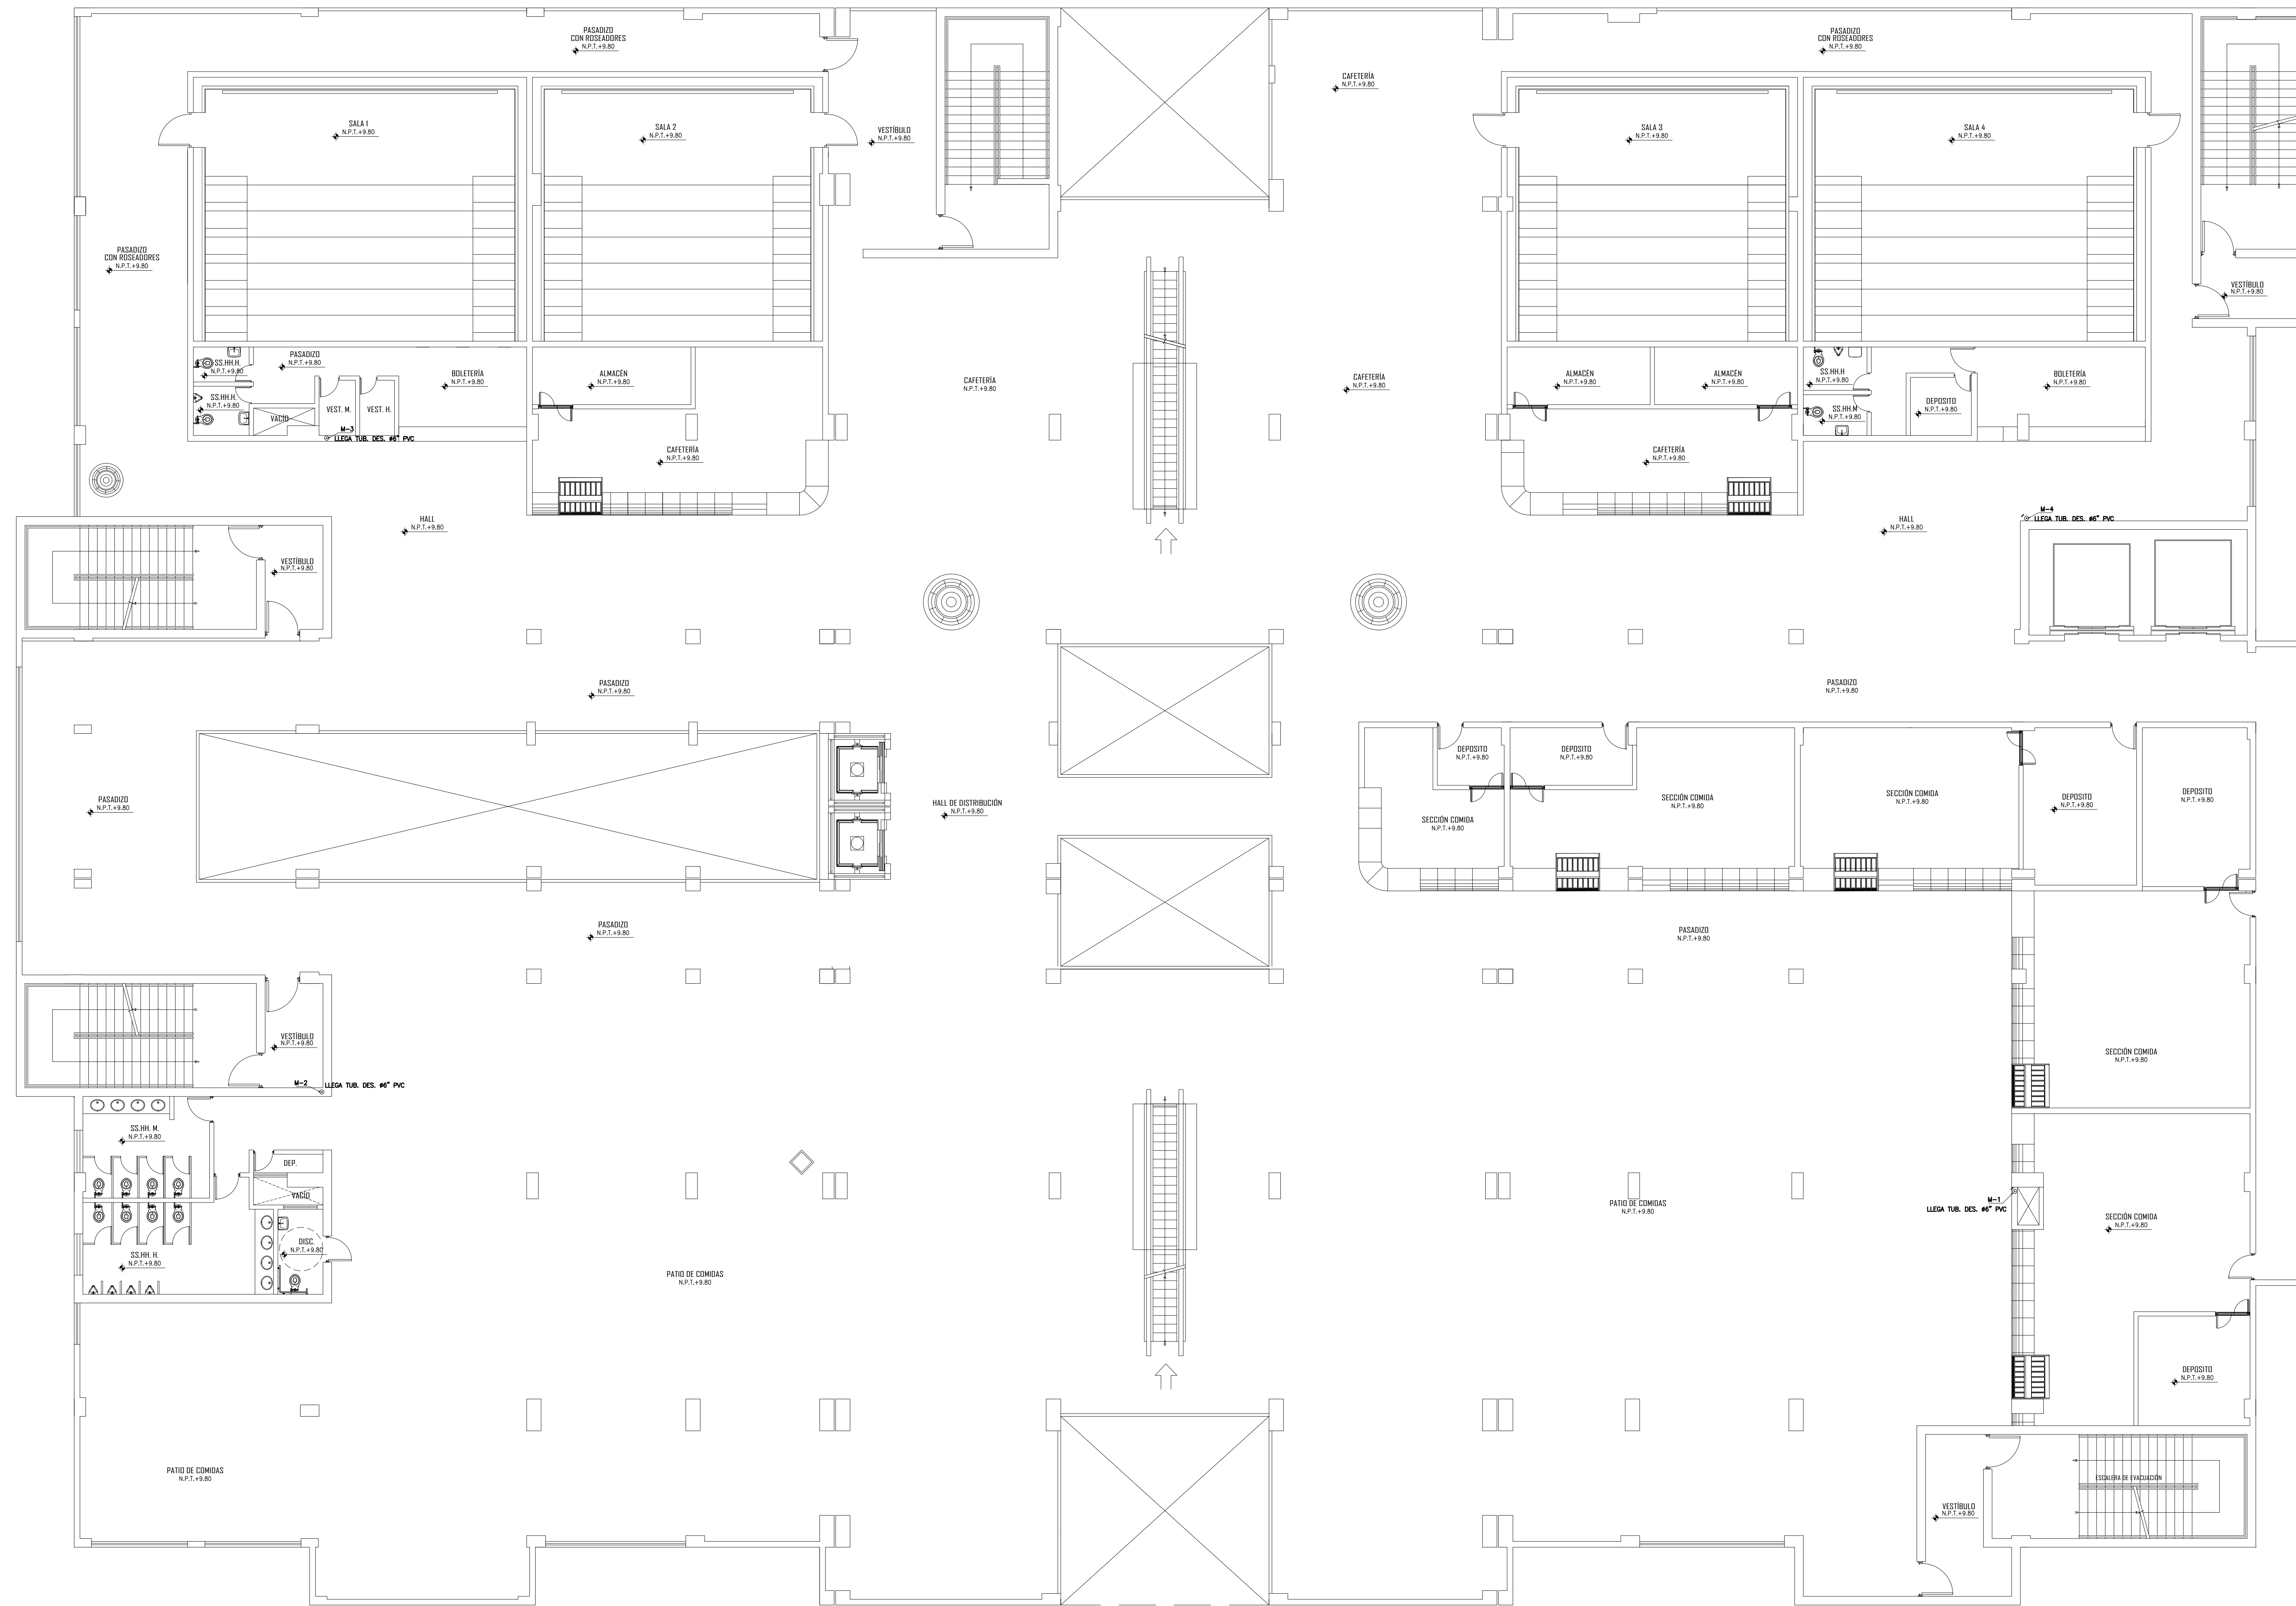 PASADIZO
CON ROSEADORES
N.P.T.+9.80
PASADIZO
CON ROSEADORES
N.P.T.+9.80
CAFETERÍA
N.P.T.+9.80
SALA 1
N.P.T.+9.80
SALA 2
N.P.T.+9.80
VESTÍBULO
N.P.T.+9.80
SALA 3
N.P.T.+9.80
SALA 4
N.P.T.+9.80
PASADIZO
CON ROSEADORES
N.P.T.+9.80
VESTÍBULO
N.P.T.+9.80
SS.HH.H.
N.P.T.+9.80
PASADIZO
N.P.T.+9.80
SS.HH.H.
N.P.T.+9.80
VACÍO
VEST. M.
VEST. H.
BOLETERÍA
N.P.T.+9.80
ALMACÉN
N.P.T.+9.80
CAFETERÍA
N.P.T.+9.80
CAFETERÍA
N.P.T.+9.80
ALMACÉN
N.P.T.+9.80
ALMACÉN
N.P.T.+9.80
SS.HH.H
N.P.T.+9.80
SS.HH.M
N.P.T.+9.80
DEPOSITO
N.P.T.+9.80
BOLETERÍA
N.P.T.+9.80
M-3
LLEGA TUB. DES. ø6" PVC
CAFETERÍA
N.P.T.+9.80
CAFETERÍA
N.P.T.+9.80
HALL
N.P.T.+9.80
HALL
N.P.T.+9.80
M-4
LLEGA TUB. DES. ø6" PVC
VESTÍBULO
N.P.T.+9.80
PASADIZO
N.P.T.+9.80
PASADIZO
N.P.T.+9.80
DEPOSITO
N.P.T.+9.80
DEPOSITO
N.P.T.+9.80
PASADIZO
N.P.T.+9.80
HALL DE DISTRIBUCIÓN
N.P.T.+9.80
SECCIÓN COMIDA
N.P.T.+9.80
SECCIÓN COMIDA
N.P.T.+9.80
SECCIÓN COMIDA
N.P.T.+9.80
DEPOSITO
N.P.T.+9.80
DEPOSITO
N.P.T.+9.80
PASADIZO
N.P.T.+9.80
PASADIZO
N.P.T.+9.80
VESTÍBULO
N.P.T.+9.80
SECCIÓN COMIDA
N.P.T.+9.80
M-2
LLEGA TUB. DES. ø6" PVC
SS.HH. M.
N.P.T.+9.80
DEP.
VACÍO
SS.HH. H.
N.P.T.+9.80
DISC.
N.P.T.+9.80
PATIO DE COMIDAS
N.P.T.+9.80
PATIO DE COMIDAS
N.P.T.+9.80
M-1
LLEGA TUB. DES. ø6" PVC
SECCIÓN COMIDA
N.P.T.+9.80
DEPOSITO
N.P.T.+9.80
PATIO DE COMIDAS
N.P.T.+9.80
ESCALERA DE EVACUACIÓN
VESTÍBULO
N.P.T.+9.80